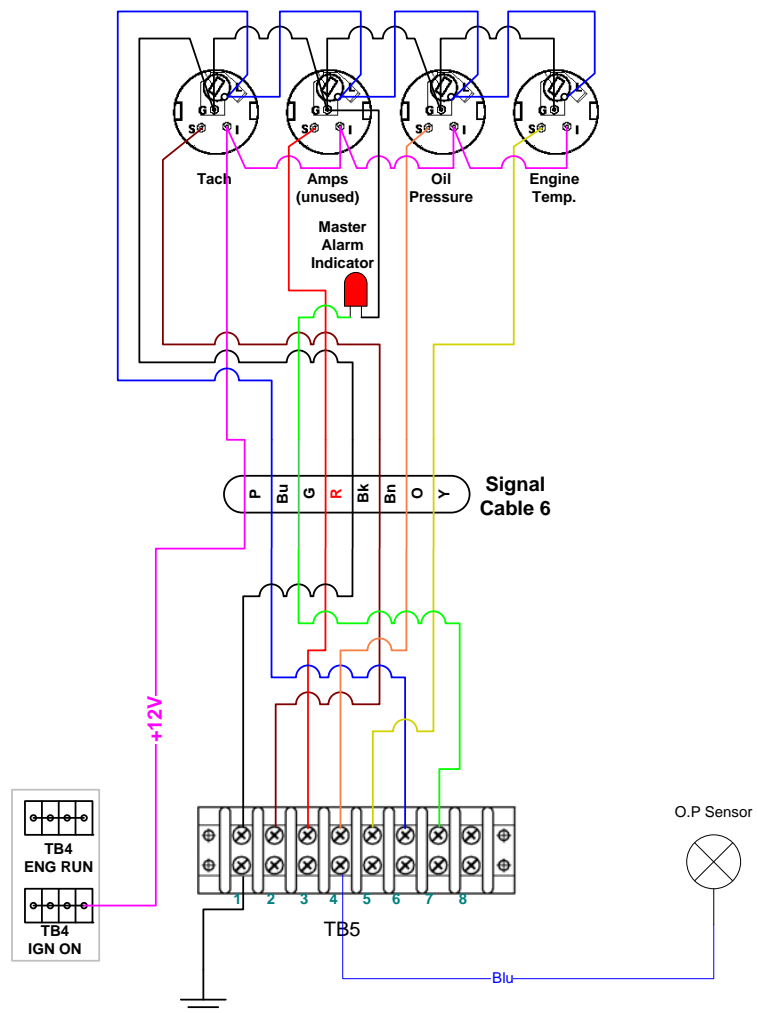 L
L
L
L
G
G
G
G
S
I
S
I
S
I
S
I
Tach
Amps
(unused)
Oil
Pressure
Engine
Temp.
Master
Alarm
Indicator
P
Bu
G
R
Bk
Bn
O
Y
Signal
Cable 6
+12V
TB4
ENG RUN
TB4
IGN ON
O.P Sensor
1
2
3
4
5
6
7
8
TB5
Blu